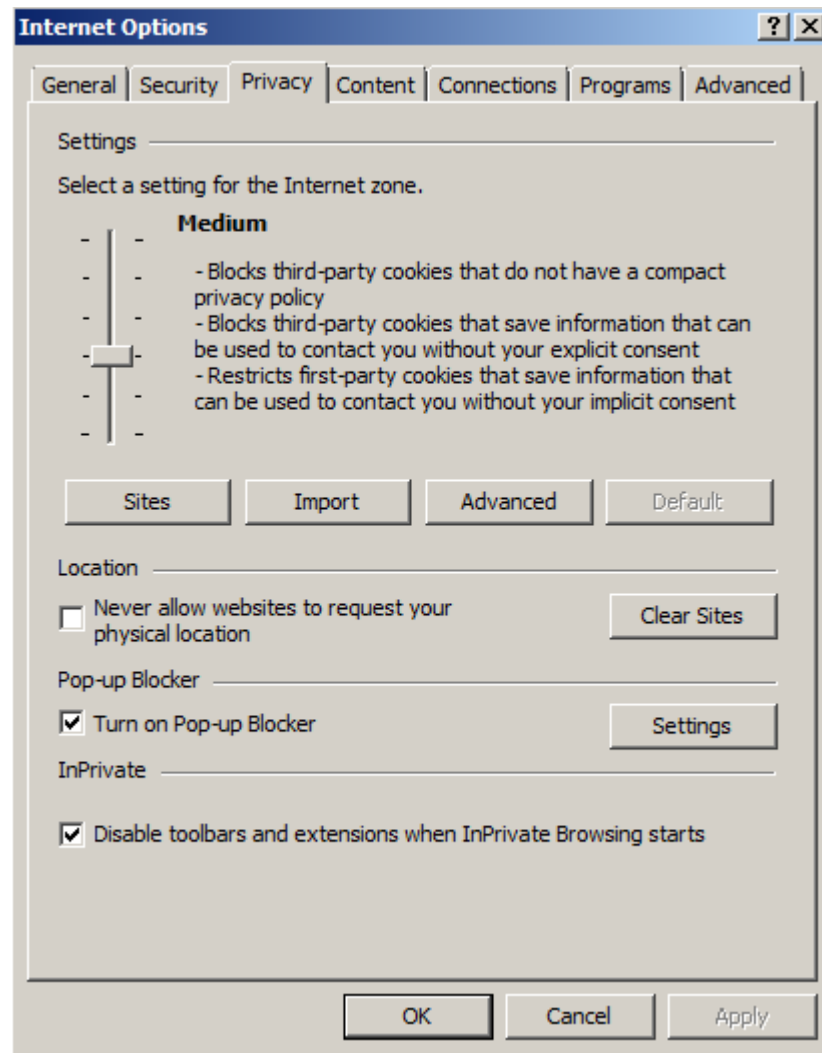 Internet Options
General Security Privacy Content Connections Programs Advanced
Settings
Select a setting for the Internet zone.
Medium
- Blocks third-party cookies that do not have a compact
privacy policy
- Blocks third-party cookies that save information that can
be used to contact you without your explicit consent
- Restricts first-party cookies that save information that
can be used to contact you without your implicit consent
Sites Import Advanced Default
Location
Never allow websites to request your
physical location
Clear Sites
Pop-up Blocker
Turn on Pop-up Blocker
Settings
InPrivate
Disable toolbars and extensions when InPrivate Browsing starts
OK Cancel Apply